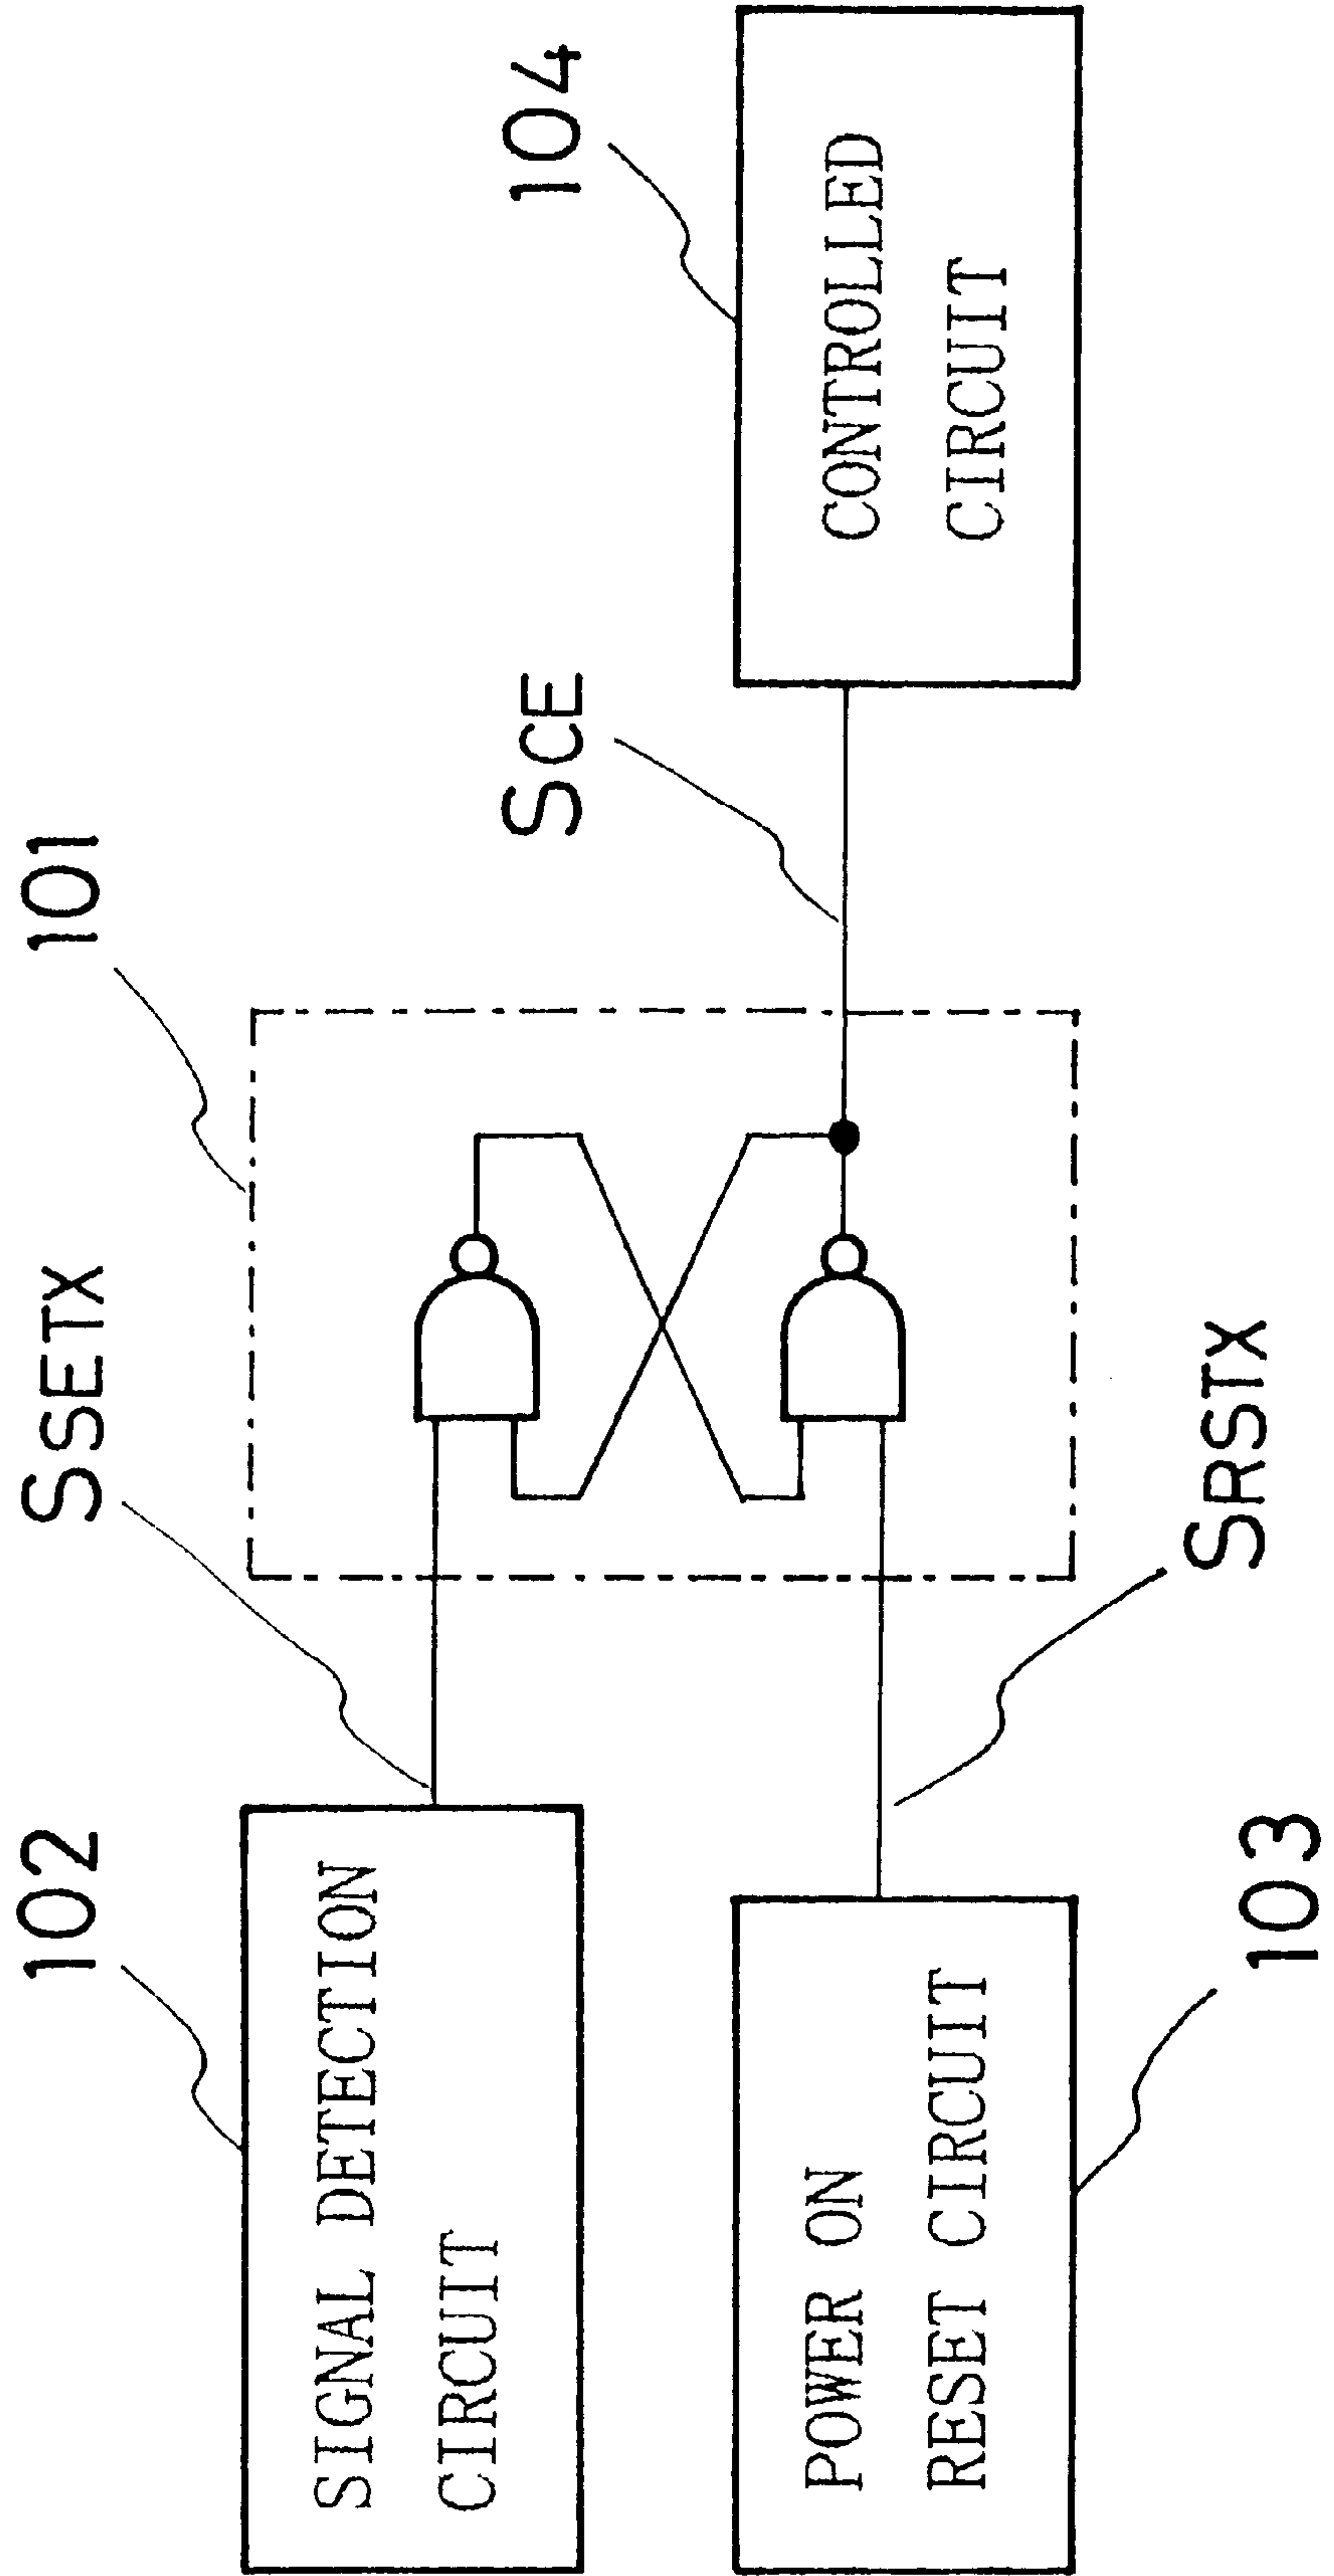 102
SSETX
101
SIGNAL DETECTION
CIRCUIT
SCE
104
POWER ON
RESET CIRCUIT
CONTROLLED
CIRCUIT
103
SRSTX